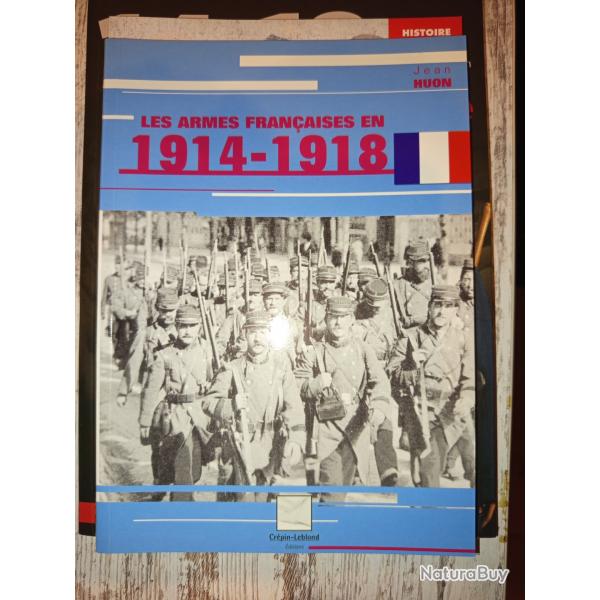 HISTOIRE
Jean
HUON
LES ARMES FRANÇAISES EN
1914-1918
Crépin-Leblond
Éditions
NaturaBuy